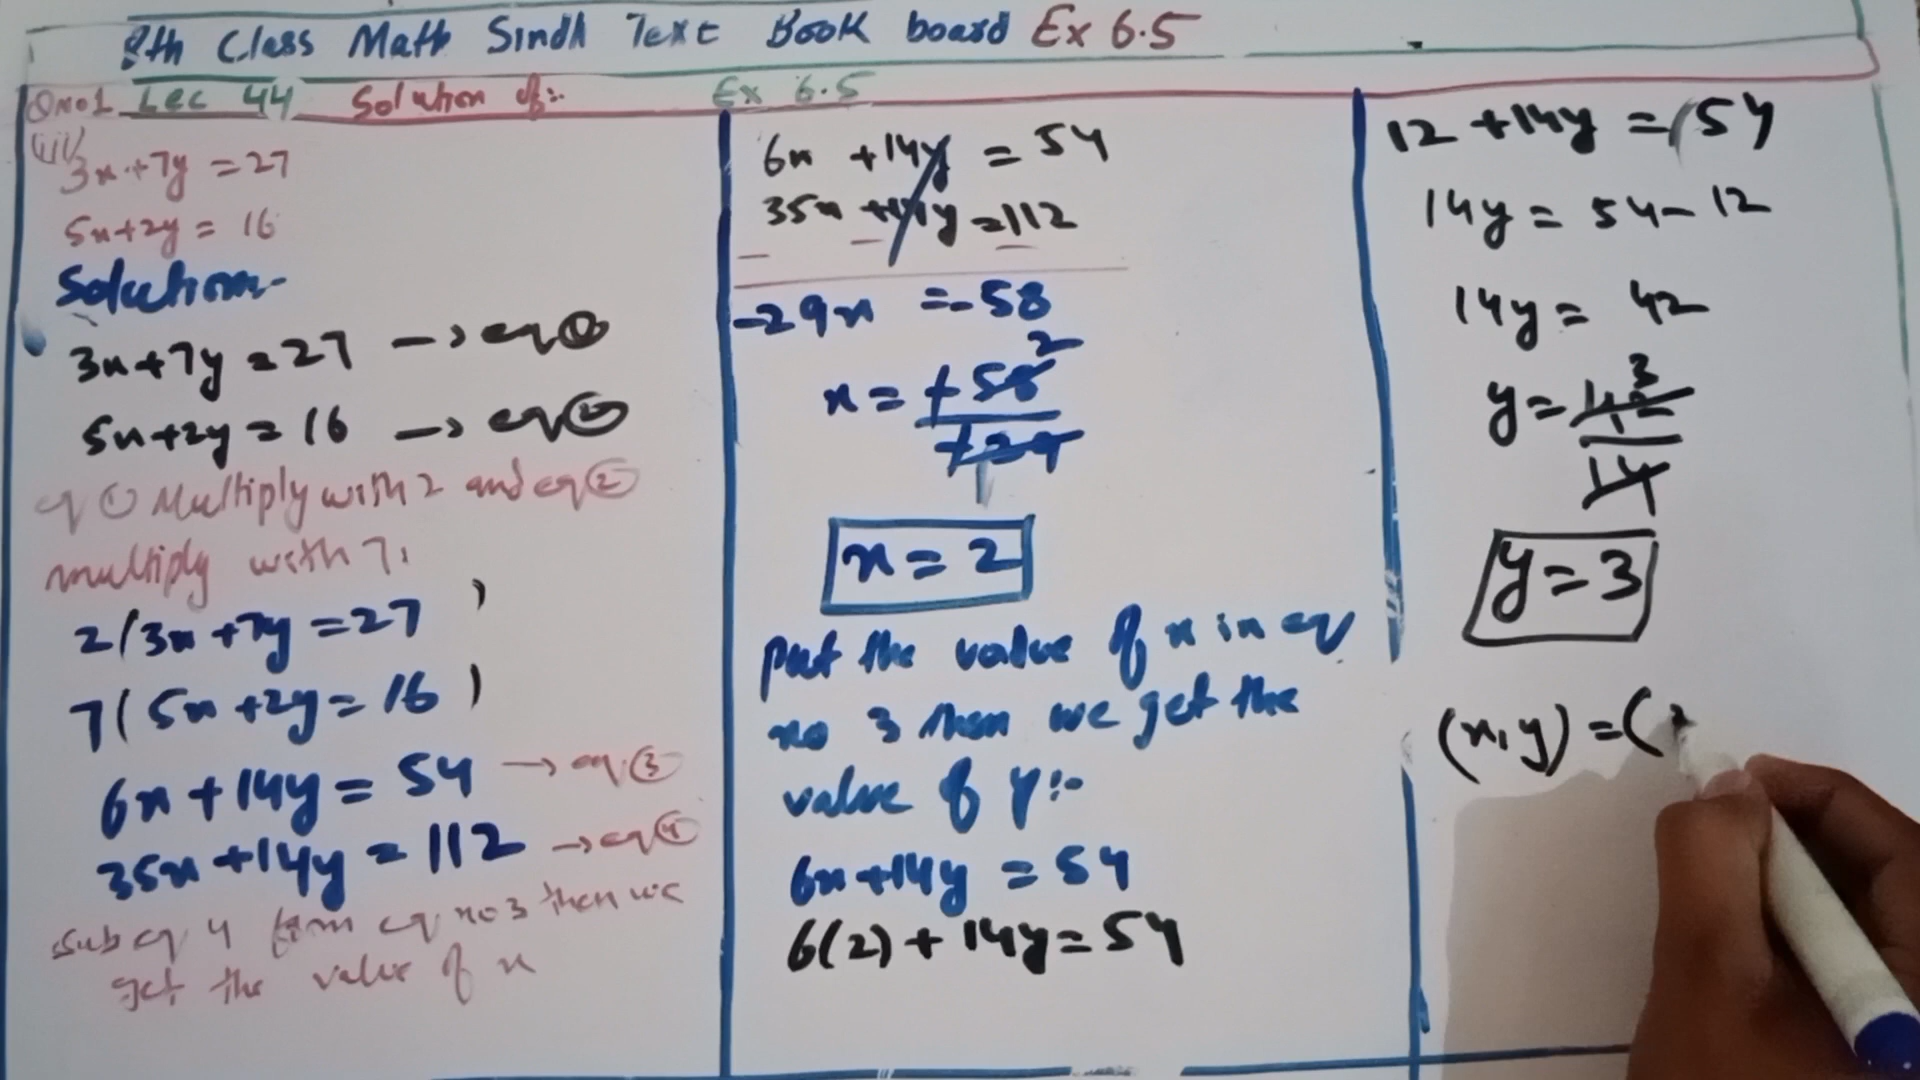 8th Class Math Sindh Text Book board Ex 6.5
Qno1 Lec 44 Solution of:- Ex 6.5
(iii)
3x+7y = 27
5x+2y = 16
Solution:-
3x+7y = 27 → eq①
5x+2y = 16 → eq②
eq ① Multiply with 2 and eq②
multiply with 7.
2(3x+7y = 27)
7(5x+2y = 16)
6x+14y = 54 → eq③
35x+14y = 112 → eq④
sub eq 4 from eq no 3 then we
get the value of x
6x +14y = 54
35x +14y = 112
- - -
-29x = -58
x = -58 2
-29
1
x = 2
put the value of x in eq
no 3 then we get the
value of y:-
6x+14y = 54
6(2) + 14y = 54
12 +14y = 54
14y = 54 - 12
14y = 42
y = 42 3
14
y = 3
(x, y) = (2